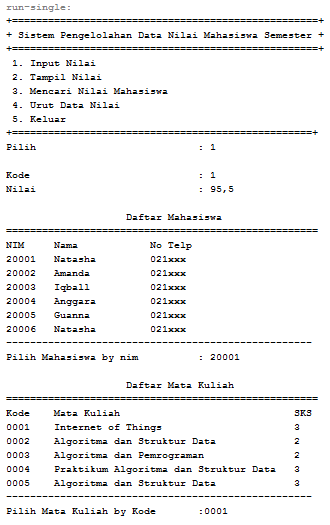 run-single:
+===================================================+
+ Sistem Pengelolahan Data Nilai Mahasiswa Semester +
+===================================================+
1. Input Nilai
2. Tampil Nilai
3. Mencari Nilai Mahasiswa
4. Urut Data Nilai
5. Keluar
+==================================================+
Pilih : 1
Kode : 1
Nilai : 95,5
Daftar Mahasiswa
====================================================
NIM Nama No Telp
20001 Natasha 021xxx
20002 Amanda 021xxx
20003 Iqball 021xxx
20004 Anggara 021xxx
20005 Guanna 021xxx
20006 Natasha 021xxx
---------------------------------------------------
Pilih Mahasiswa by nim : 20001
Daftar Mata Kuliah
====================================================
Kode Mata Kuliah SKS
0001 Internet of Things 3
0002 Algoritma dan Struktur Data 2
0003 Algoritma dan Pemrograman 2
0004 Praktikum Algoritma dan Struktur Data 3
0005 Algoritma dan Struktur Data 3
---------------------------------------------------
Pilih Mata Kuliah by Kode :0001